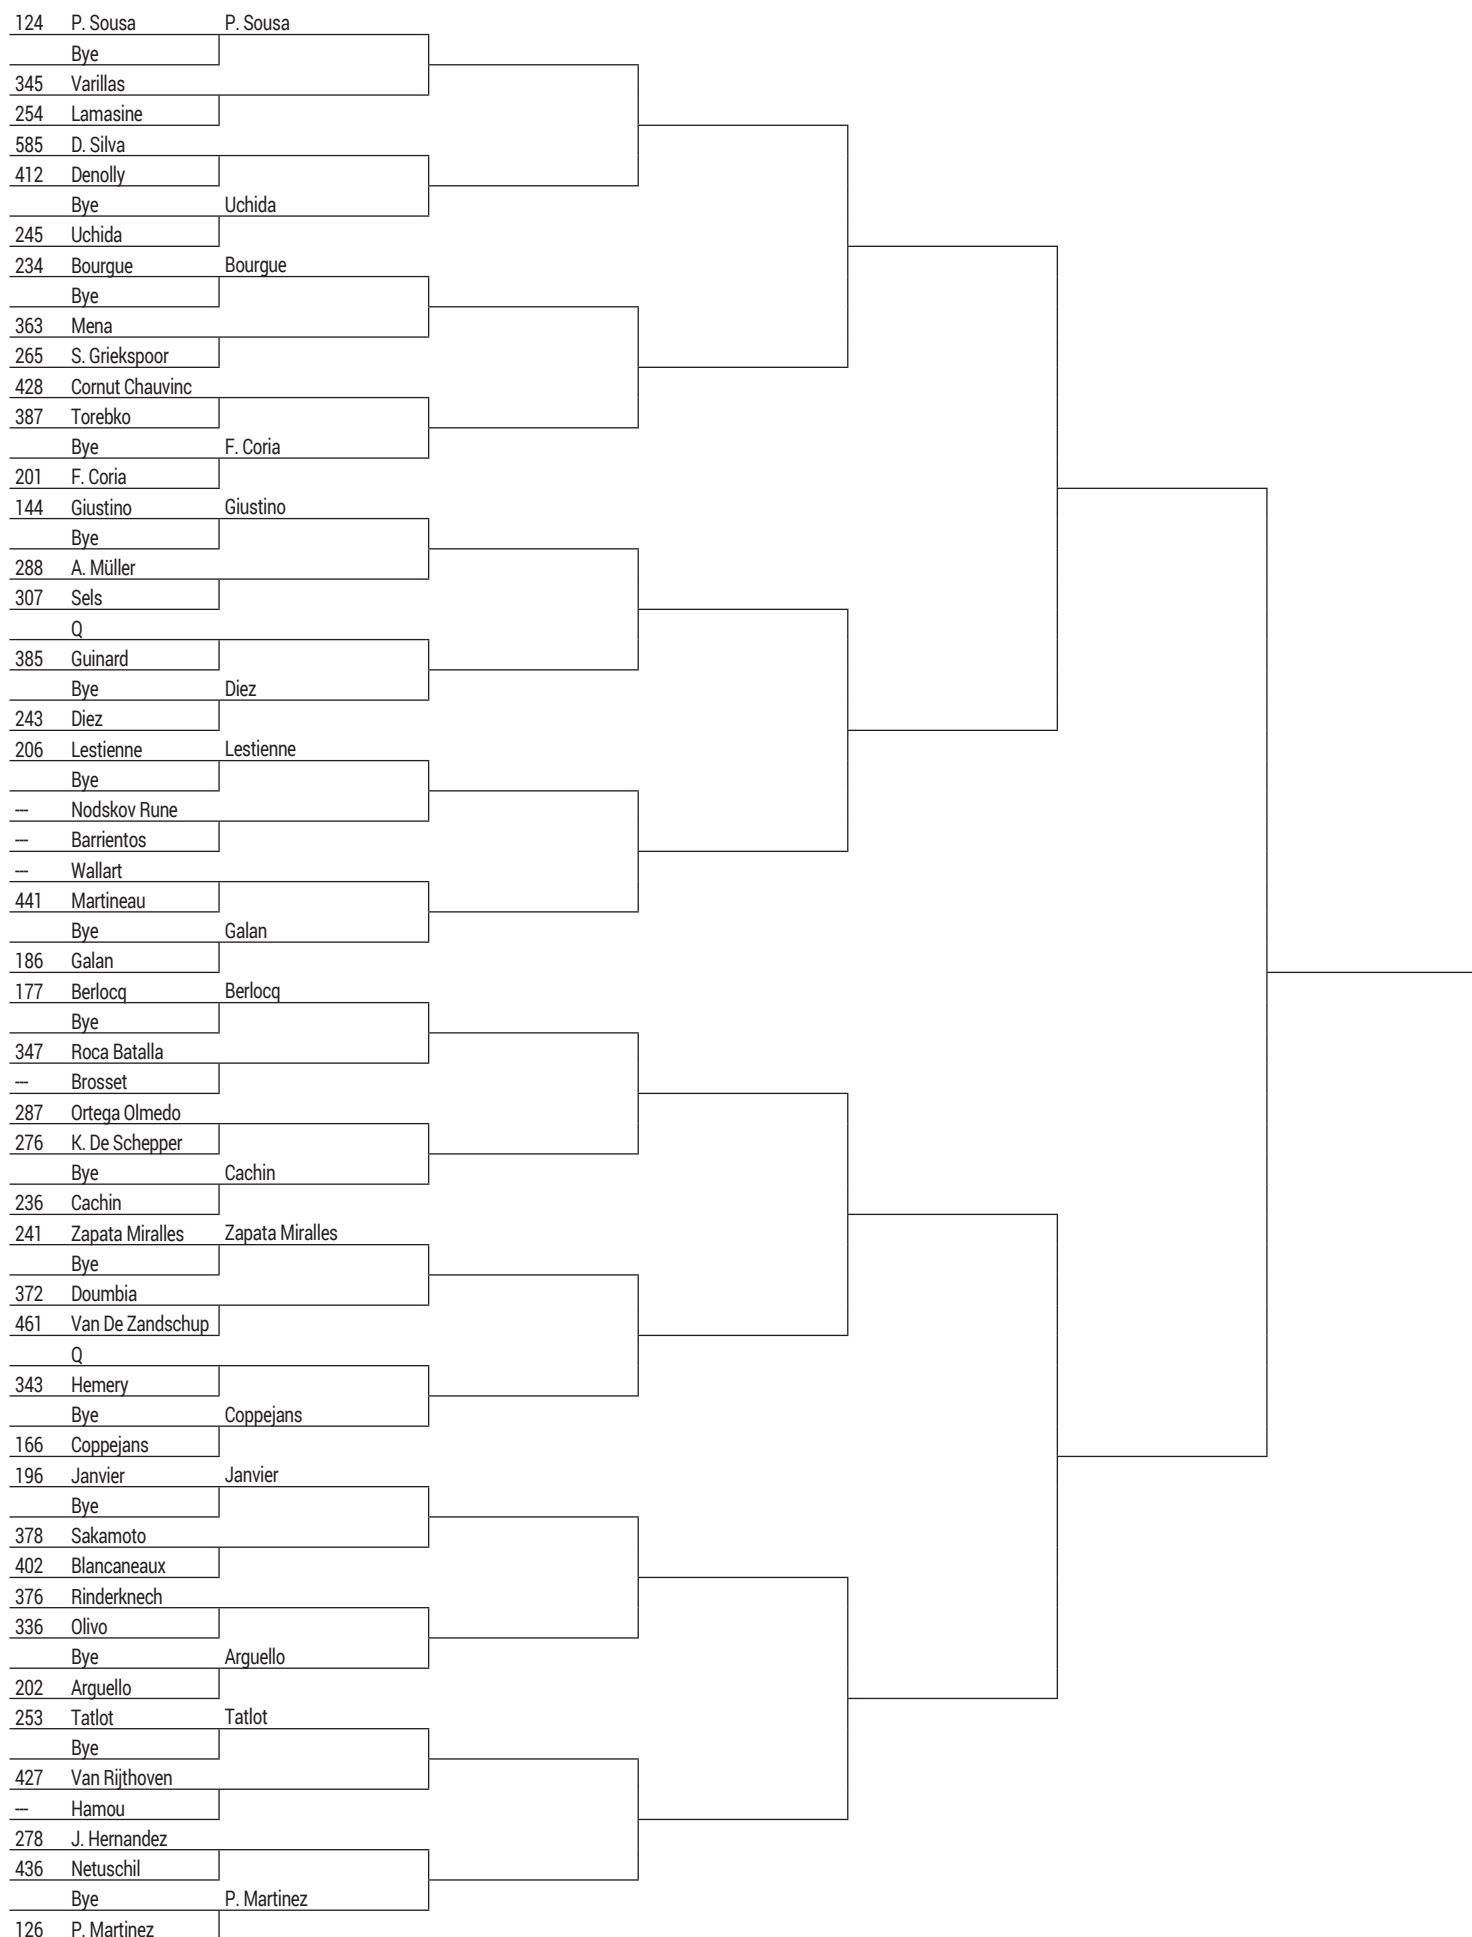 124 P. Sousa P. Sousa
Bye
345 Varillas
254 Lamasine
585 D. Silva
412 Denolly
Bye Uchida
245 Uchida
234 Bourgue Bourgue
Bye
363 Mena
265 S. Griekspoor
428 Cornut Chauvinc
387 Torebko
Bye F. Coria
201 F. Coria
144 Giustino Giustino
Bye
288 A. Müller
307 Sels
Q
385 Guinard
Bye Diez
243 Diez
206 Lestienne Lestienne
Bye
--- Nodskov Rune
--- Barrientos
--- Wallart
441 Martineau
Bye Galan
186 Galan
177 Berlocq Berlocq
Bye
347 Roca Batalla
--- Brosset
287 Ortega Olmedo
276 K. De Schepper
Bye Cachin
236 Cachin
241 Zapata Miralles Zapata Miralles
Bye
372 Doumbia
461 Van De Zandschup
Q
343 Hemery
Bye Coppejans
166 Coppejans
196 Janvier Janvier
Bye
378 Sakamoto
402 Blancaneaux
376 Rinderknech
336 Olivo
Bye Arguello
202 Arguello
253 Tatlot Tatlot
Bye
427 Van Rijthoven
--- Hamou
278 J. Hernandez
436 Netuschil
Bye P. Martinez
126 P. Martinez